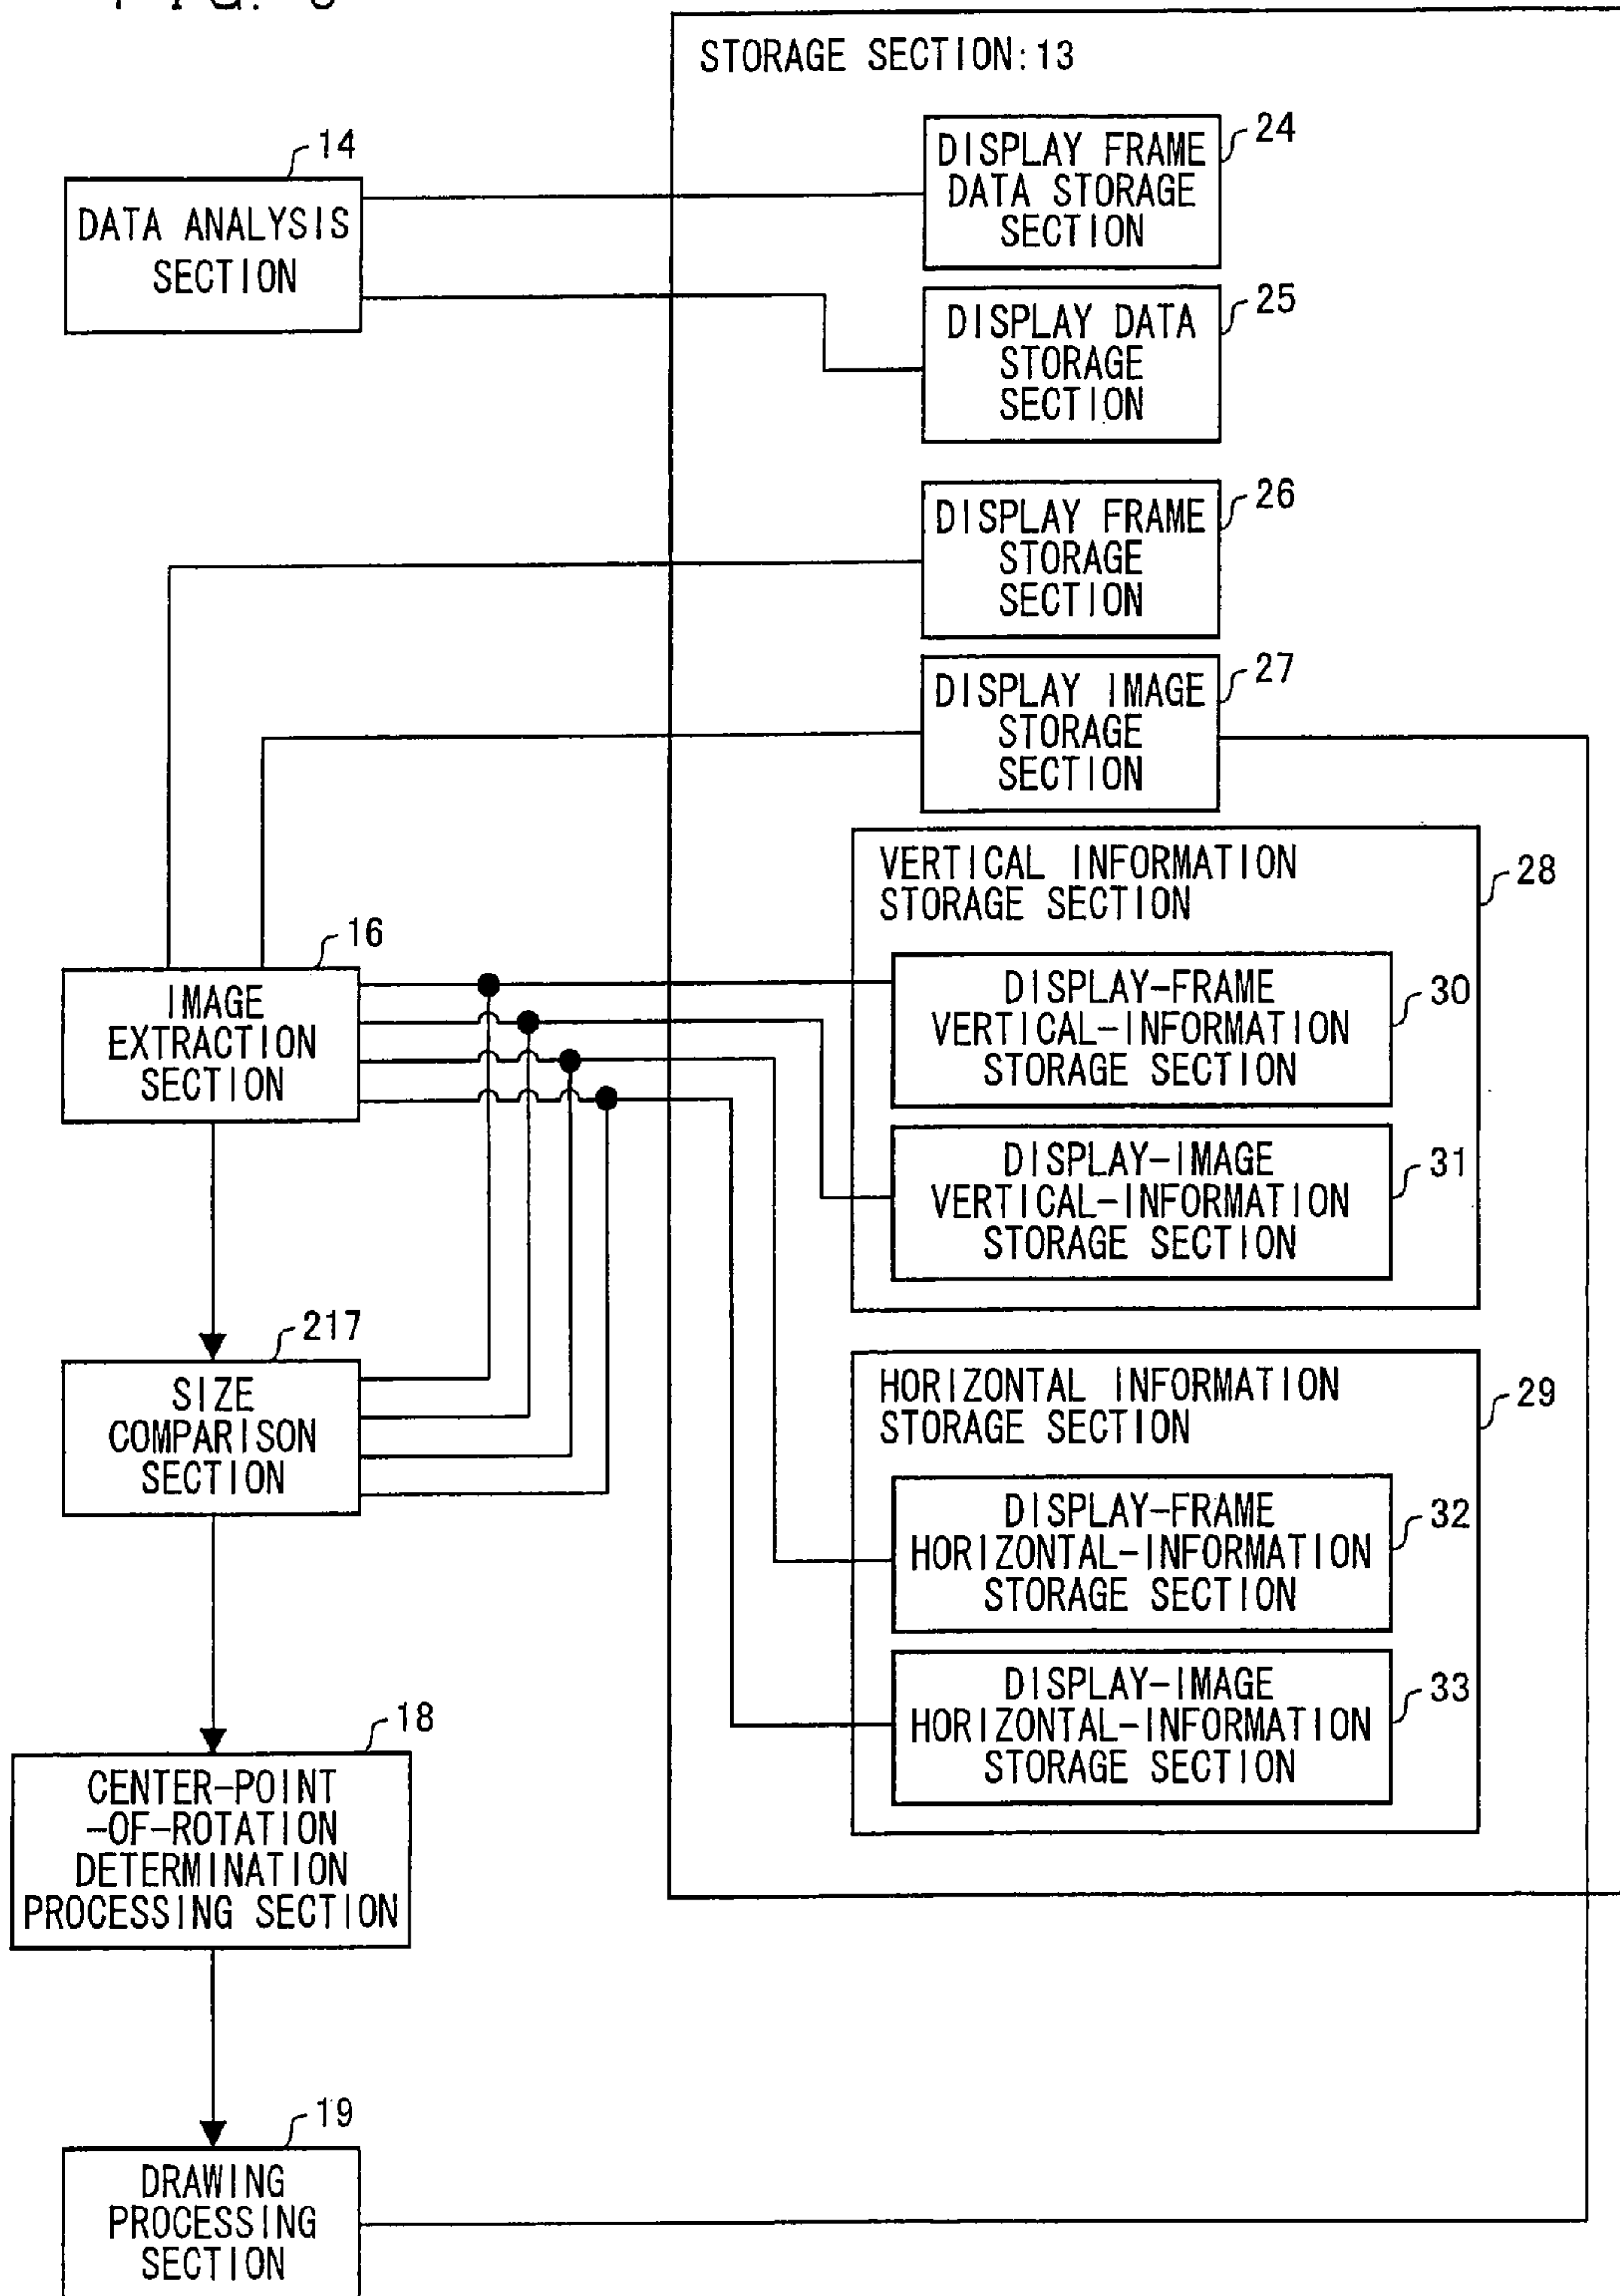 STORAGE SECTION:13
14
DATA ANALYSIS
SECTION
24
DISPLAY FRAME
DATA STORAGE
SECTION
25
DISPLAY DATA
STORAGE
SECTION
26
DISPLAY FRAME
STORAGE
SECTION
27
DISPLAY IMAGE
STORAGE
SECTION
28
VERTICAL INFORMATION
STORAGE SECTION
16
IMAGE
EXTRACTION
SECTION
30
DISPLAY-FRAME
VERTICAL-INFORMATION
STORAGE SECTION
31
DISPLAY-IMAGE
VERTICAL-INFORMATION
STORAGE SECTION
217
SIZE
COMPARISON
SECTION
29
HORIZONTAL INFORMATION
STORAGE SECTION
32
DISPLAY-FRAME
HORIZONTAL-INFORMATION
STORAGE SECTION
33
DISPLAY-IMAGE
HORIZONTAL-INFORMATION
STORAGE SECTION
18
CENTER-POINT
-OF-ROTATION
DETERMINATION
PROCESSING SECTION
19
DRAWING
PROCESSING
SECTION